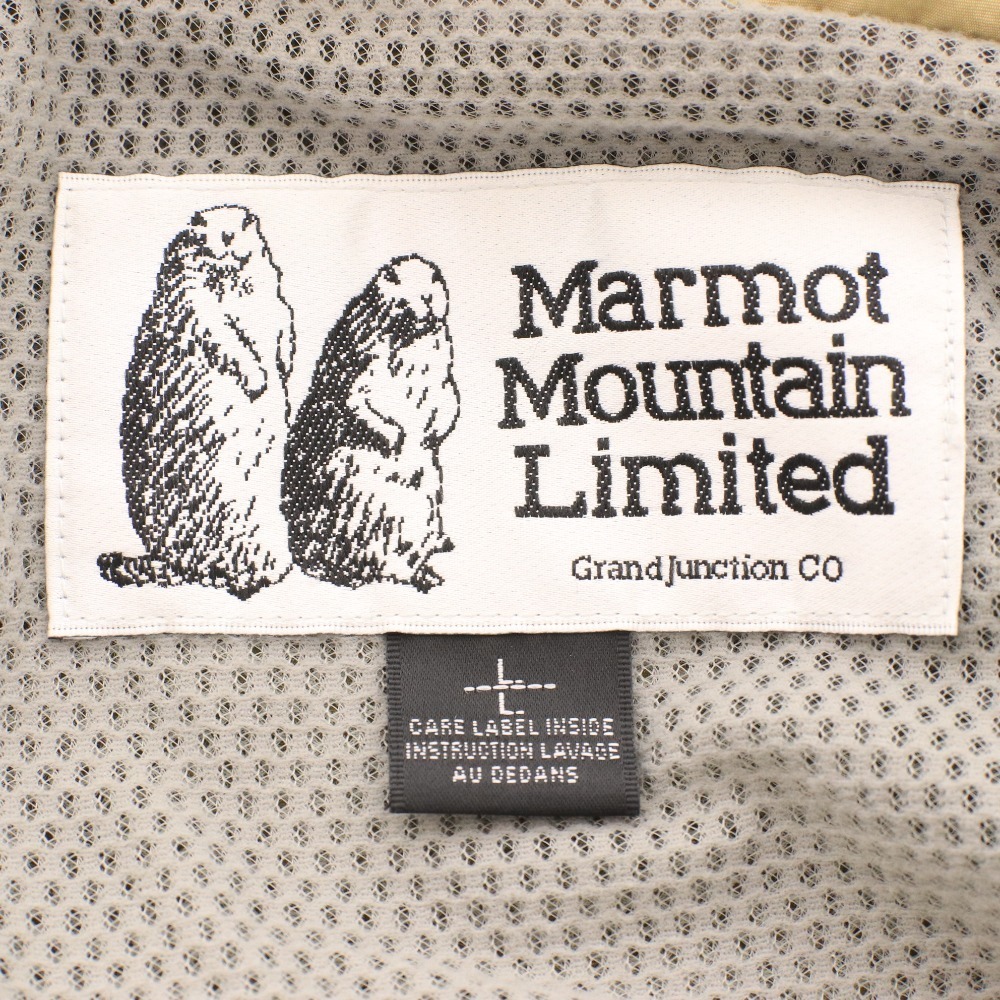 Marmot
Mountain
Limited
Grand Junction CO
L
L
CARE LABEL INSIDE
INSTRUCTION LAVAGE
AU DEDANS